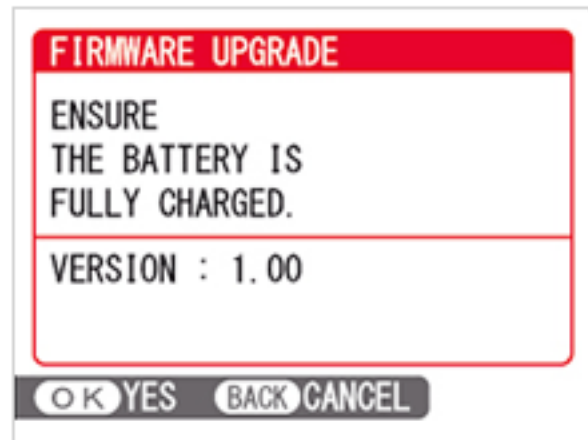 FIRMWARE UPGRADE
ENSURE
THE BATTERY IS
FULLY CHARGED.
VERSION : 1.00
OK YES BACK CANCEL